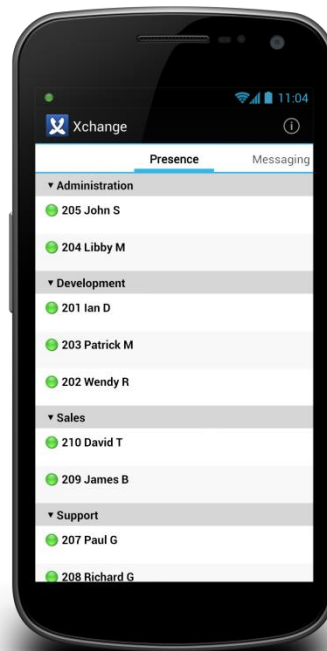 11:04
Xchange
Presence Messaging
Administration
205 John S
204 Libby M
Development
201 Ian D
203 Patrick M
202 Wendy R
Sales
210 David T
209 James B
Support
207 Paul G
208 Richard G